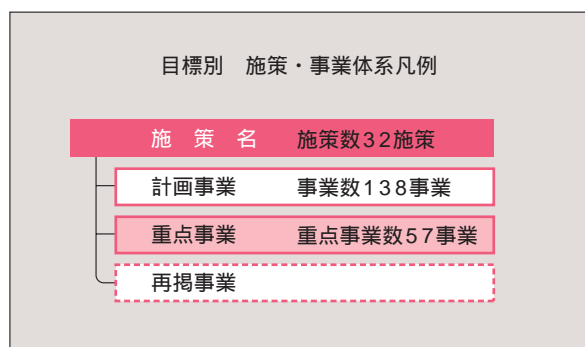 目標別　施策・事業体系凡例
施　策　名　　施策数32施策
計画事業　　事業数138事業
重点事業　　重点事業数57事業
再掲事業